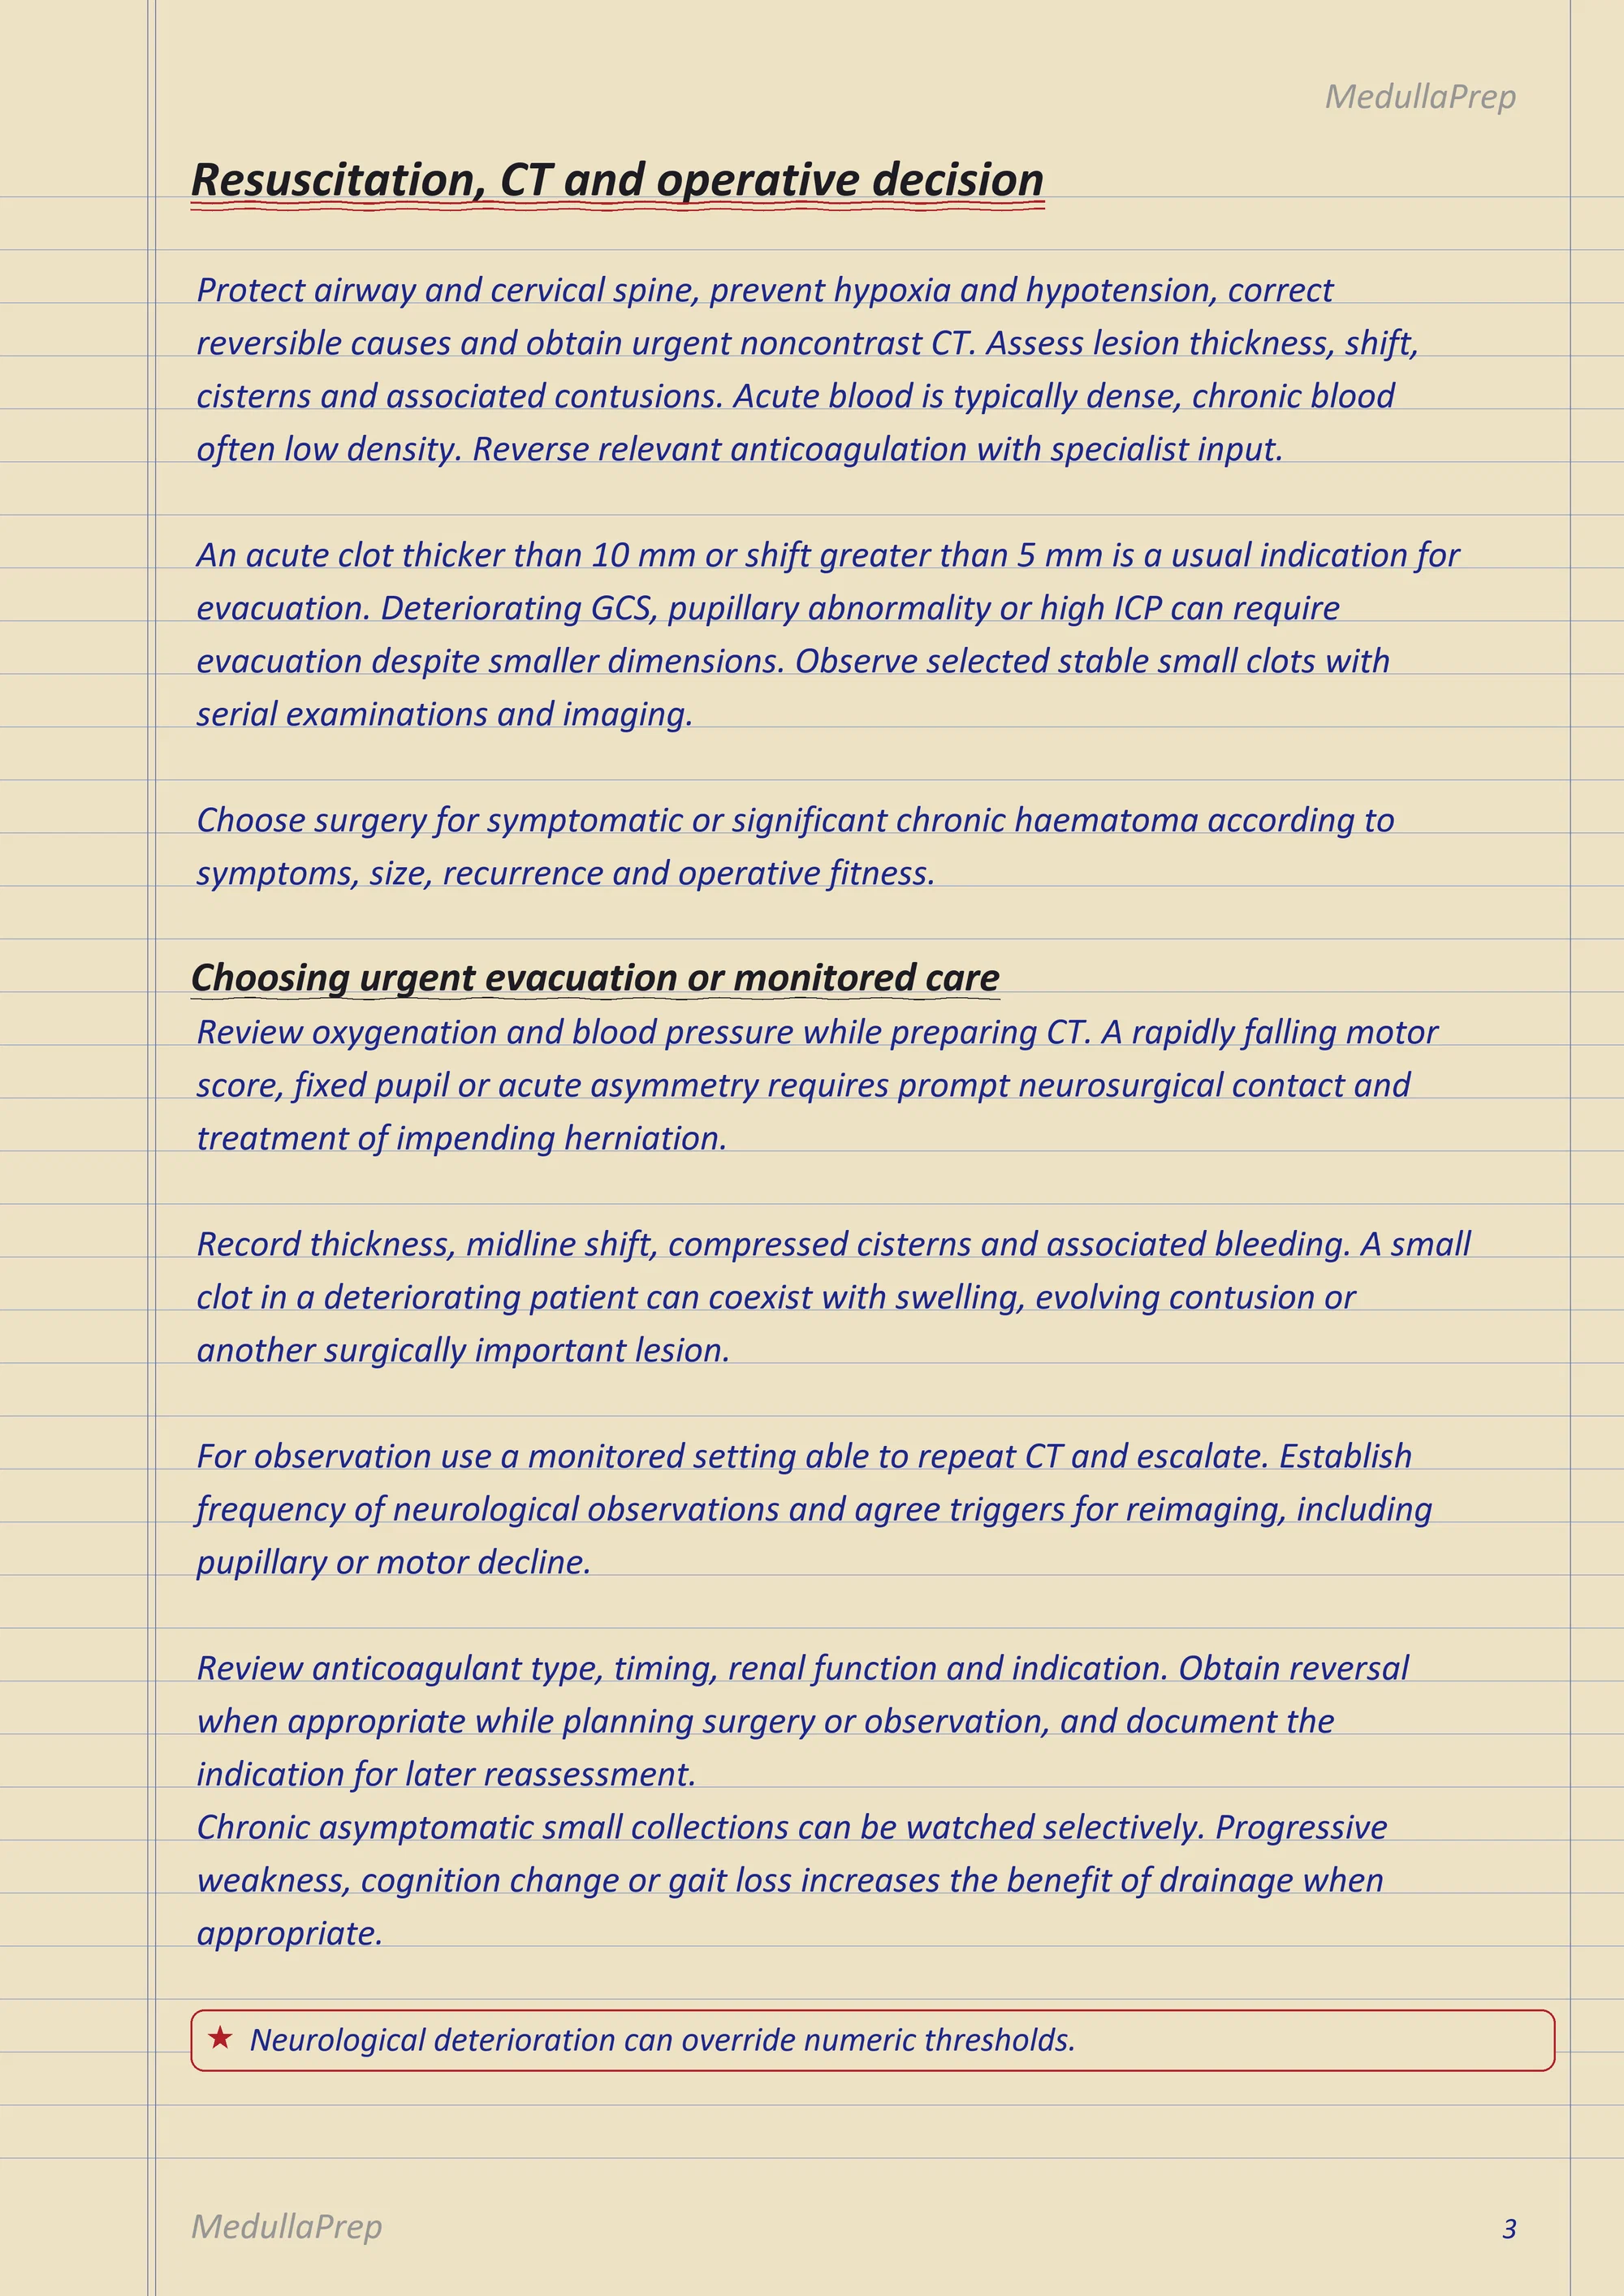 MedullaPrep
Resuscitation, CT and operative decision
Protect airway and cervical spine, prevent hypoxia and hypotension, correct
reversible causes and obtain urgent noncontrast CT. Assess lesion thickness, shift,
cisterns and associated contusions. Acute blood is typically dense, chronic blood
often low density. Reverse relevant anticoagulation with specialist input.
An acute clot thicker than 10 mm or shift greater than 5 mm is a usual indication for
evacuation. Deteriorating GCS, pupillary abnormality or high ICP can require
evacuation despite smaller dimensions. Observe selected stable small clots with
serial examinations and imaging.
Choose surgery for symptomatic or significant chronic haematoma according to
symptoms, size, recurrence and operative fitness.
Choosing urgent evacuation or monitored care
Review oxygenation and blood pressure while preparing CT. A rapidly falling motor
score, fixed pupil or acute asymmetry requires prompt neurosurgical contact and
treatment of impending herniation.
Record thickness, midline shift, compressed cisterns and associated bleeding. A small
clot in a deteriorating patient can coexist with swelling, evolving contusion or
another surgically important lesion.
For observation use a monitored setting able to repeat CT and escalate. Establish
frequency of neurological observations and agree triggers for reimaging, including
pupillary or motor decline.
Review anticoagulant type, timing, renal function and indication. Obtain reversal
when appropriate while planning surgery or observation, and document the
indication for later reassessment.
Chronic asymptomatic small collections can be watched selectively. Progressive
weakness, cognition change or gait loss increases the benefit of drainage when
appropriate.
★ Neurological deterioration can override numeric thresholds.
MedullaPrep
3